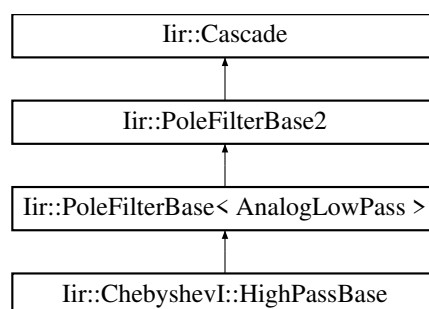 Iir::Cascade
Iir::PoleFilterBase2
Iir::PoleFilterBase< AnalogLowPass >
Iir::ChebyshevI::HighPassBase